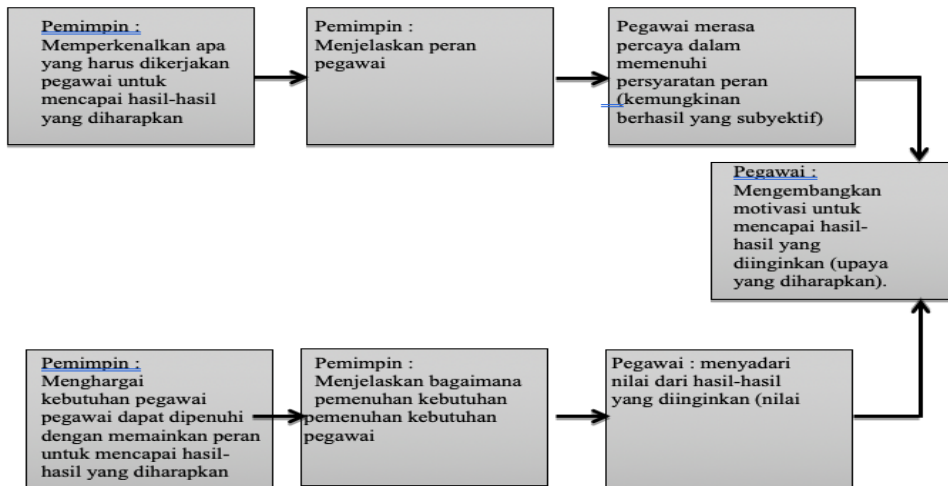 Pemimpin :
Memperkenalkan apa
yang harus dikerjakan
pegawai untuk
mencapai hasil-hasil
yang diharapkan
Pemimpin :
Menjelaskan peran
pegawai
Pegawai merasa
percaya dalam
memenuhi
persyaratan peran
(kemungkinan
berhasil yang subyektif)
Pegawai :
Mengembangkan
motivasi untuk
mencapai hasil-
hasil yang
diinginkan (upaya
yang diharapkan).
Pemimpin :
Menghargai
kebutuhan pegawai
pegawai dapat dipenuhi
dengan memainkan peran
untuk mencapai hasil-
hasil yang diharapkan
Pemimpin :
Menjelaskan bagaimana
pemenuhan kebutuhan
pemenuhan kebutuhan
pegawai
Pegawai : menyadari
nilai dari hasil-hasil
yang diinginkan (nilai